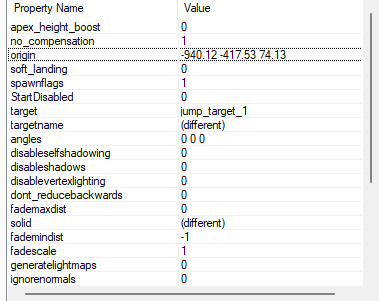 Property Name Value
apex_height_boost 0
no_compensation 1
origin -940.12 -417.53 74.13
soft_landing 0
spawnflags 1
StartDisabled 0
target jump_target_1
targetname (different)
angles 0 0 0
disableselfshadowing 0
disableshadows 0
disablevertexlighting 0
dont_reducebackwards 0
fademaxdist 0
solid (different)
fademindist -1
fadescale 1
generatelightmaps 0
ignorenormals 0